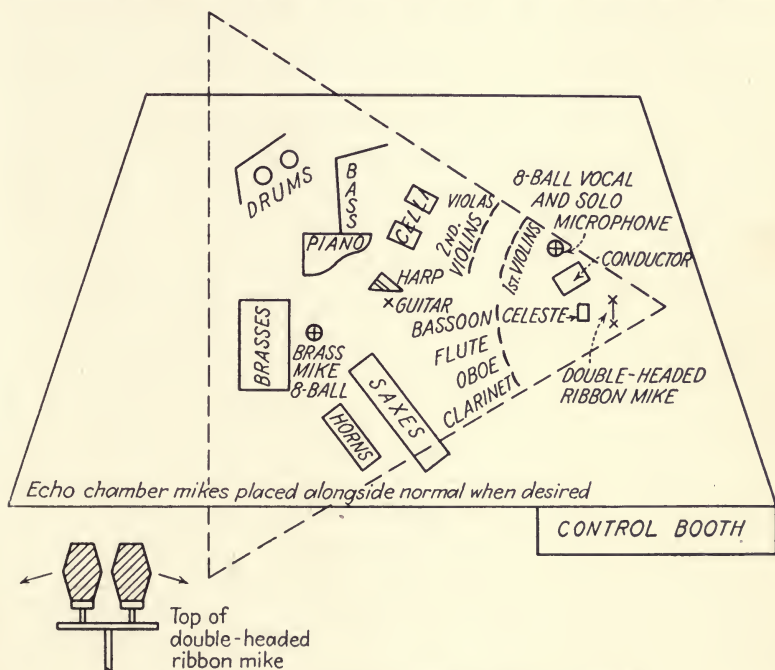 DRUMS
BASS
PIANO
CELLI
VIOLAS
2ND.
VIOLINS
1ST. VIOLINS
8-BALL VOCAL
AND SOLO
MICROPHONE
CONDUCTOR
HARP
GUITAR
BASSOON
FLUTE
OBOE
CLARINET
CELESTE
DOUBLE-HEADED
RIBBON MIKE
BRASSES
BRASS
MIKE
8-BALL
SAXES
HORNS
Echo chamber mikes placed alongside normal when desired
CONTROL BOOTH
Top of
double-headed
ribbon mike